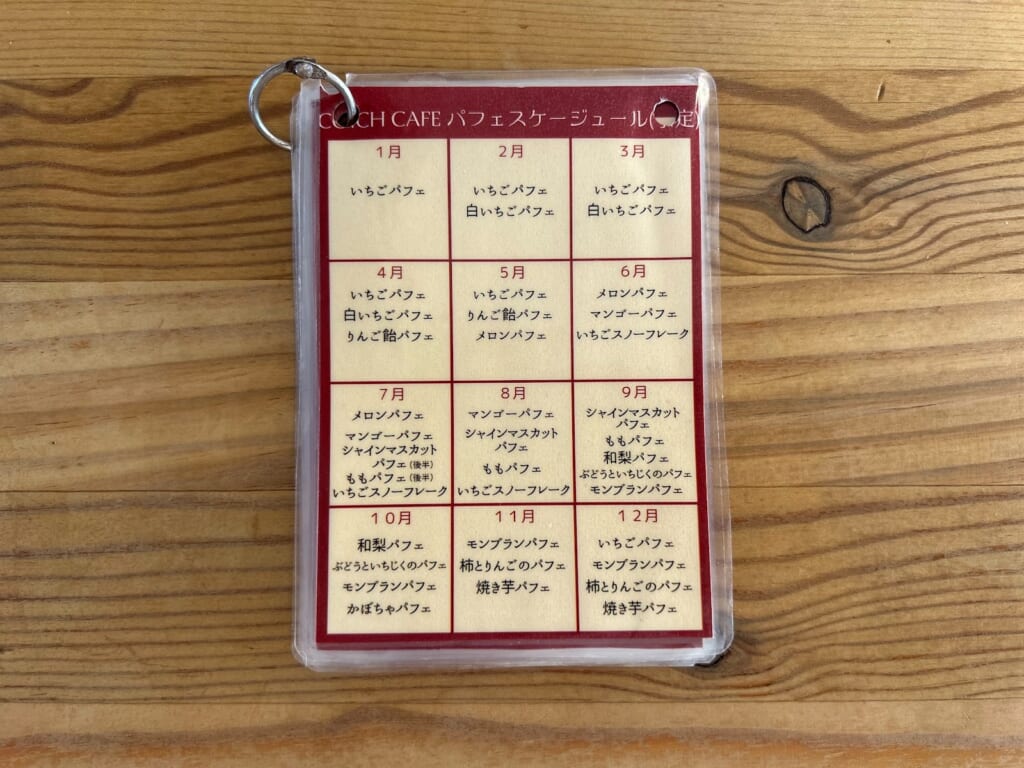 CAFE パフェスケージュール(予定)
1月
いちごパフェ
2月
いちごパフェ
白いちごパフェ
3月
いちごパフェ
白いちごパフェ
4月
いちごパフェ
白いちごパフェ
りんご飴パフェ
5月
いちごパフェ
りんご飴パフェ
メロンパフェ
6月
メロンパフェ
マンゴーパフェ
いちごスノーフレーク
7月
メロンパフェ
マンゴーパフェ
シャインマスカット
パフェ(後半)
ももパフェ(後半)
いちごスノーフレーク
8月
マンゴーパフェ
シャインマスカット
パフェ
ももパフェ
いちごスノーフレーク
9月
シャインマスカット
パフェ
ももパフェ
和梨パフェ
ぶどうといちじくのパフェ
モンブランパフェ
10月
和梨パフェ
ぶどうといちじくのパフェ
モンブランパフェ
かぼちゃパフェ
11月
モンブランパフェ
柿とりんごのパフェ
焼き芋パフェ
12月
いちごパフェ
モンブランパフェ
柿とりんごのパフェ
焼き芋パフェ